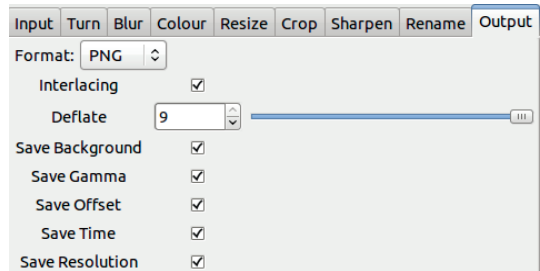 Input Turn Blur Colour Resize Crop Sharpen Rename Output
Format: PNG
Interlacing
Deflate 9
Save Background
Save Gamma
Save Offset
Save Time
Save Resolution